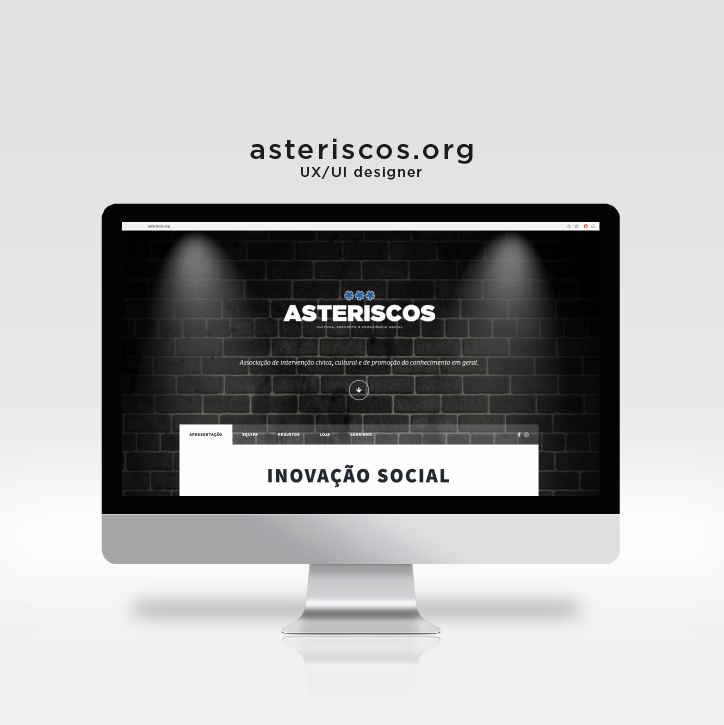 asteriscos.org
UX/UI designer
asteriscos.org
ASTERISCOS
CULTURA, DESPORTO & CONSCIÊNCIA SOCIAL
Associação de intervenção cívica, cultural e de promoção do conhecimento em geral.
APRESENTAÇÃO EQUIPA PROJETOS LOJA CARRINHO
INOVAÇÃO SOCIAL